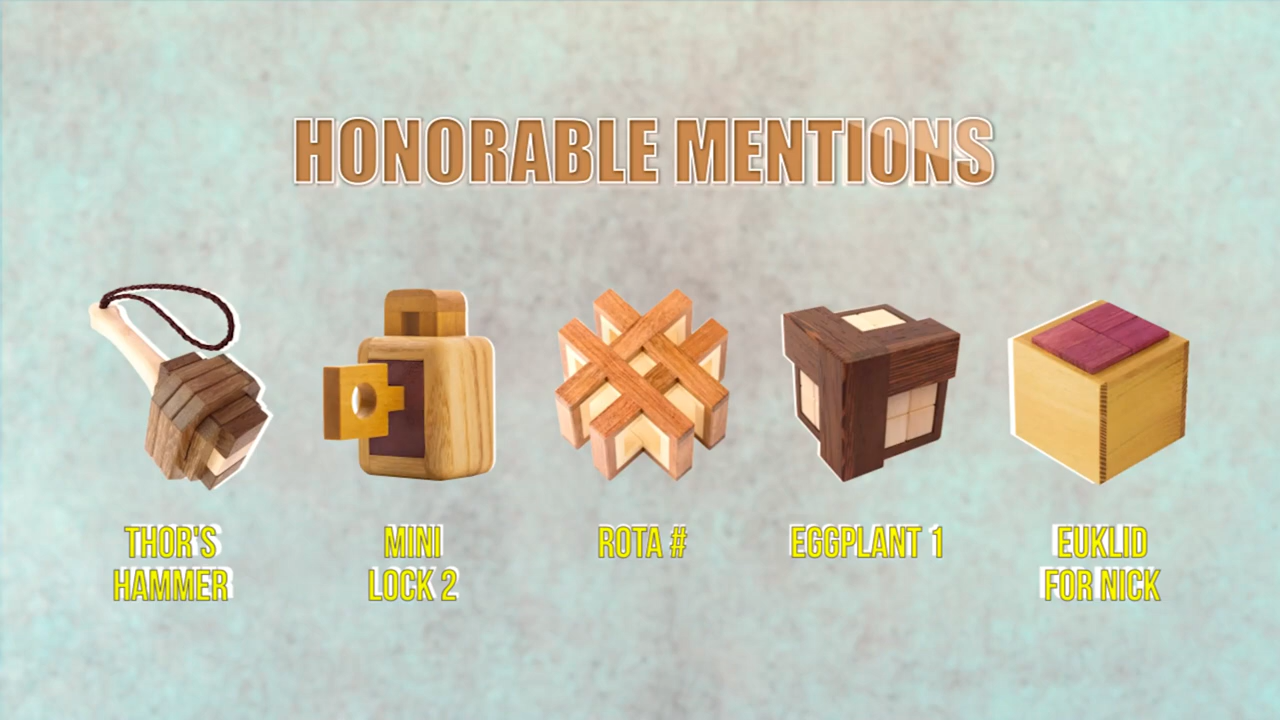 HONORABLE MENTIONS
THOR'S
HAMMER
MINI
LOCK 2
ROTA #
EGGPLANT 1
EUKLID
FOR NICK